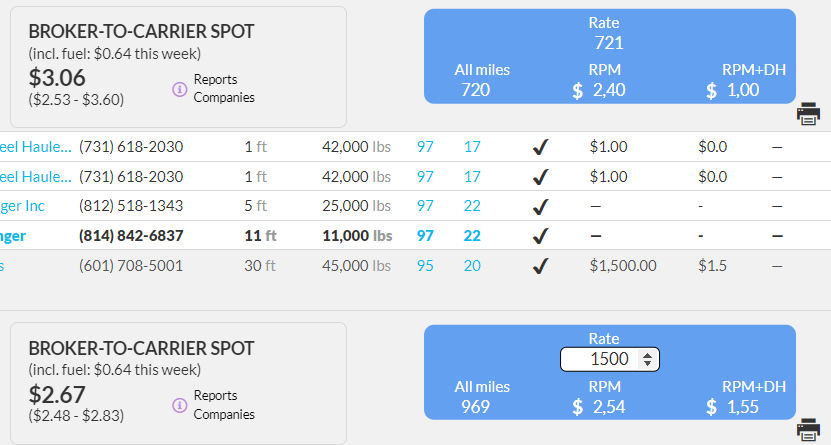 BROKER-TO-CARRIER SPOT
(incl. fuel: $0.64 this week)
$3.06
($2.53 - $3.60)
Reports
Companies
Rate
721
All miles RPM RPM+DH
720 $ 2,40 $ 1,00
eel Haule... (731) 618-2030 1 ft 42,000 lbs 97 17 ✔ $1.00 $0.0 –
eel Haule... (731) 618-2030 1 ft 42,000 lbs 97 17 ✔ $1.00 $0.0 –
ger Inc (812) 518-1343 5 ft 25,000 lbs 97 22 ✔ – - –
nger (814) 842-6837 11 ft 11,000 lbs 97 22 ✔ – - –
s (601) 708-5001 30 ft 45,000 lbs 95 20 ✔ $1,500.00 $1.5 –
BROKER-TO-CARRIER SPOT
(incl. fuel: $0.64 this week)
$2.67
($2.48 - $2.83)
Reports
Companies
Rate
1500
All miles RPM RPM+DH
969 $ 2,54 $ 1,55